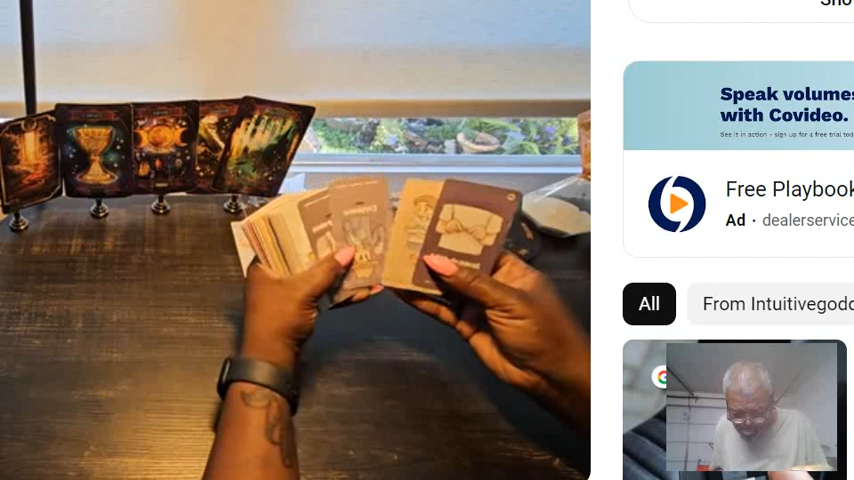 Sho
Speak volumes
with Covideo.
See it in action - sign up for a free trial tod
Free Playbook
Ad · dealerservice
All
From Intuitivegodd